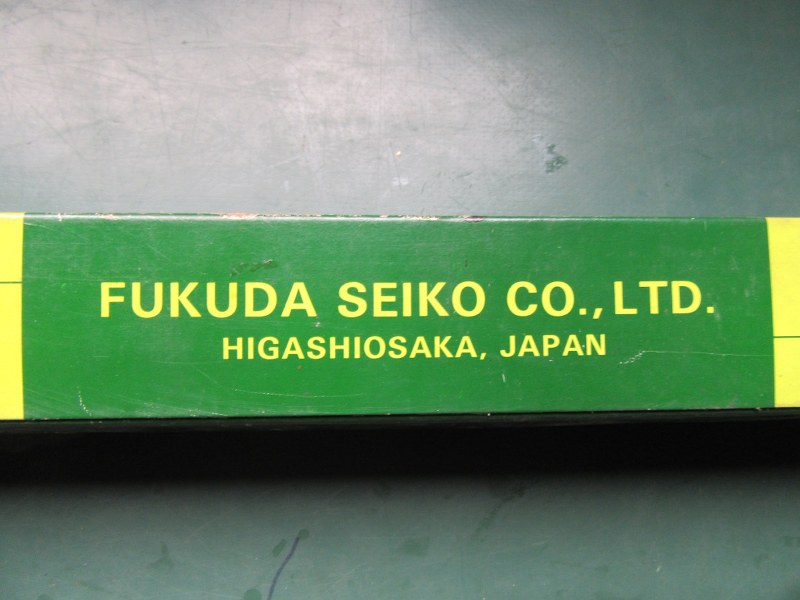 FUKUDA SEIKO CO., LTD.
HIGASHIOSAKA, JAPAN